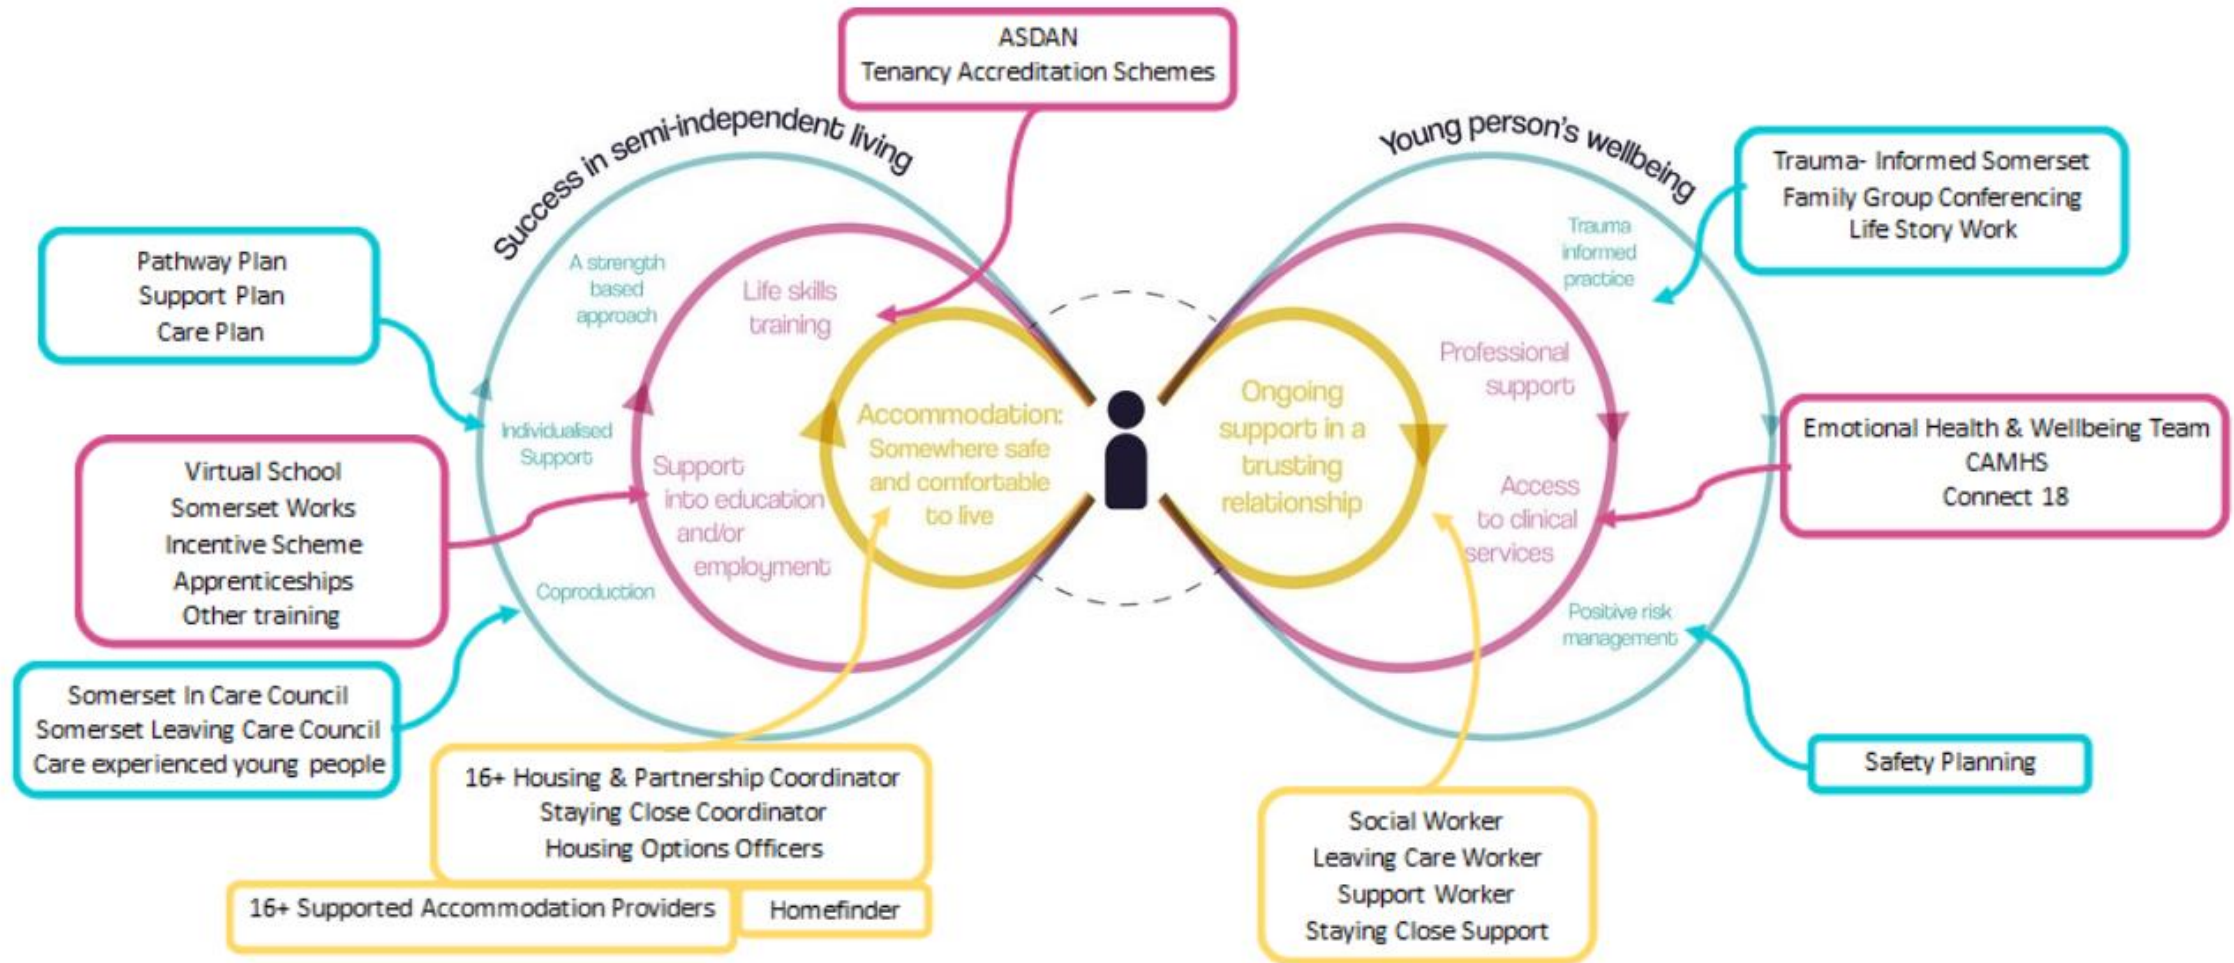 ASDAN
Tenancy Accreditation Schemes
Success in semi-independent living
Young person's wellbeing
Pathway Plan
Support Plan
Care Plan
Virtual School
Somerset Works
Incentive Scheme
Apprenticeships
Other training
Somerset In Care Council
Somerset Leaving Care Council
Care experienced young people
A strength
based
approach
Individualised
Support
Coproduction
Life skills
training
Support
into education
and/or
employment
Accommodation:
Somewhere safe
and comfortable
to live
16+ Housing & Partnership Coordinator
Staying Close Coordinator
Housing Options Officers
16+ Supported Accommodation Providers
Homefinder
Ongoing
support in a
trusting
relationship
Professional
support
Access
to clinical
services
Trauma
informed
practice
Positive risk
management
Trauma- Informed Somerset
Family Group Conferencing
Life Story Work
Emotional Health & Wellbeing Team
CAMHS
Connect 18
Safety Planning
Social Worker
Leaving Care Worker
Support Worker
Staying Close Support